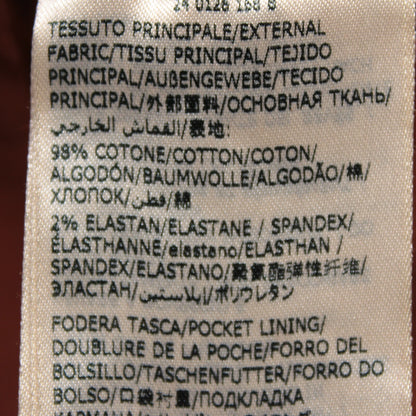 24 0126 168 8
TESSUTO PRINCIPALE/EXTERNAL
FABRIC/TISSU PRINCIPAL/TEJIDO
PRINCIPAL/AUßENGEWEBE/TECIDO
PRINCIPAL/外部面料/ОСНОВНАЯ ТКАНЬ/
القماش الخارجي/表地:
98% COTONE/COTTON/COTON/
ALGODÓN/BAUMWOLLE/ALGODÃO/棉/
ХЛОПОК/قطن/綿
2% ELASTAN/ELASTANE / SPANDEX/
ÉLASTHANNE/elastano/ELASTHAN /
SPANDEX/ELASTANO/聚氨酯弹性纤维/
ЭЛАСТАН/إيلاستين/ポリウレタン
FODERA TASCA/POCKET LINING/
DOUBLURE DE LA POCHE/FORRO DEL
BOLSILLO/TASCHENFUTTER/FORRO DO
BOLSO/口袋衬里/ПОДКЛАДКА